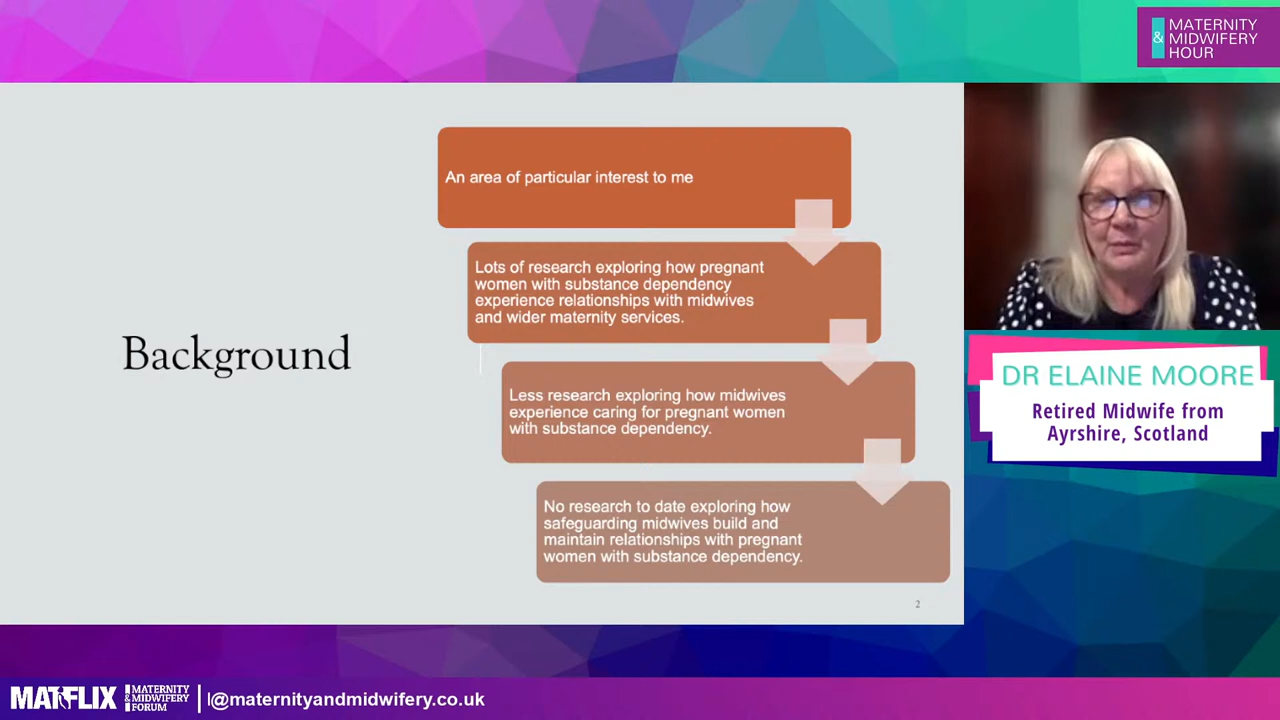 &
MATERNITY
MIDWIFERY
HOUR
Background
An area of particular interest to me
Lots of research exploring how pregnant
women with substance dependency
experience relationships with midwives
and wider maternity services.
Less research exploring how midwives
experience caring for pregnant women
with substance dependency.
No research to date exploring how
safeguarding midwives build and
maintain relationships with pregnant
women with substance dependency.
2
DR ELAINE MOORE
Retired Midwife from
Ayrshire, Scotland
MATFLIX
MATERNITY
& MIDWIFERY
FORUM
@maternityandmidwifery.co.uk